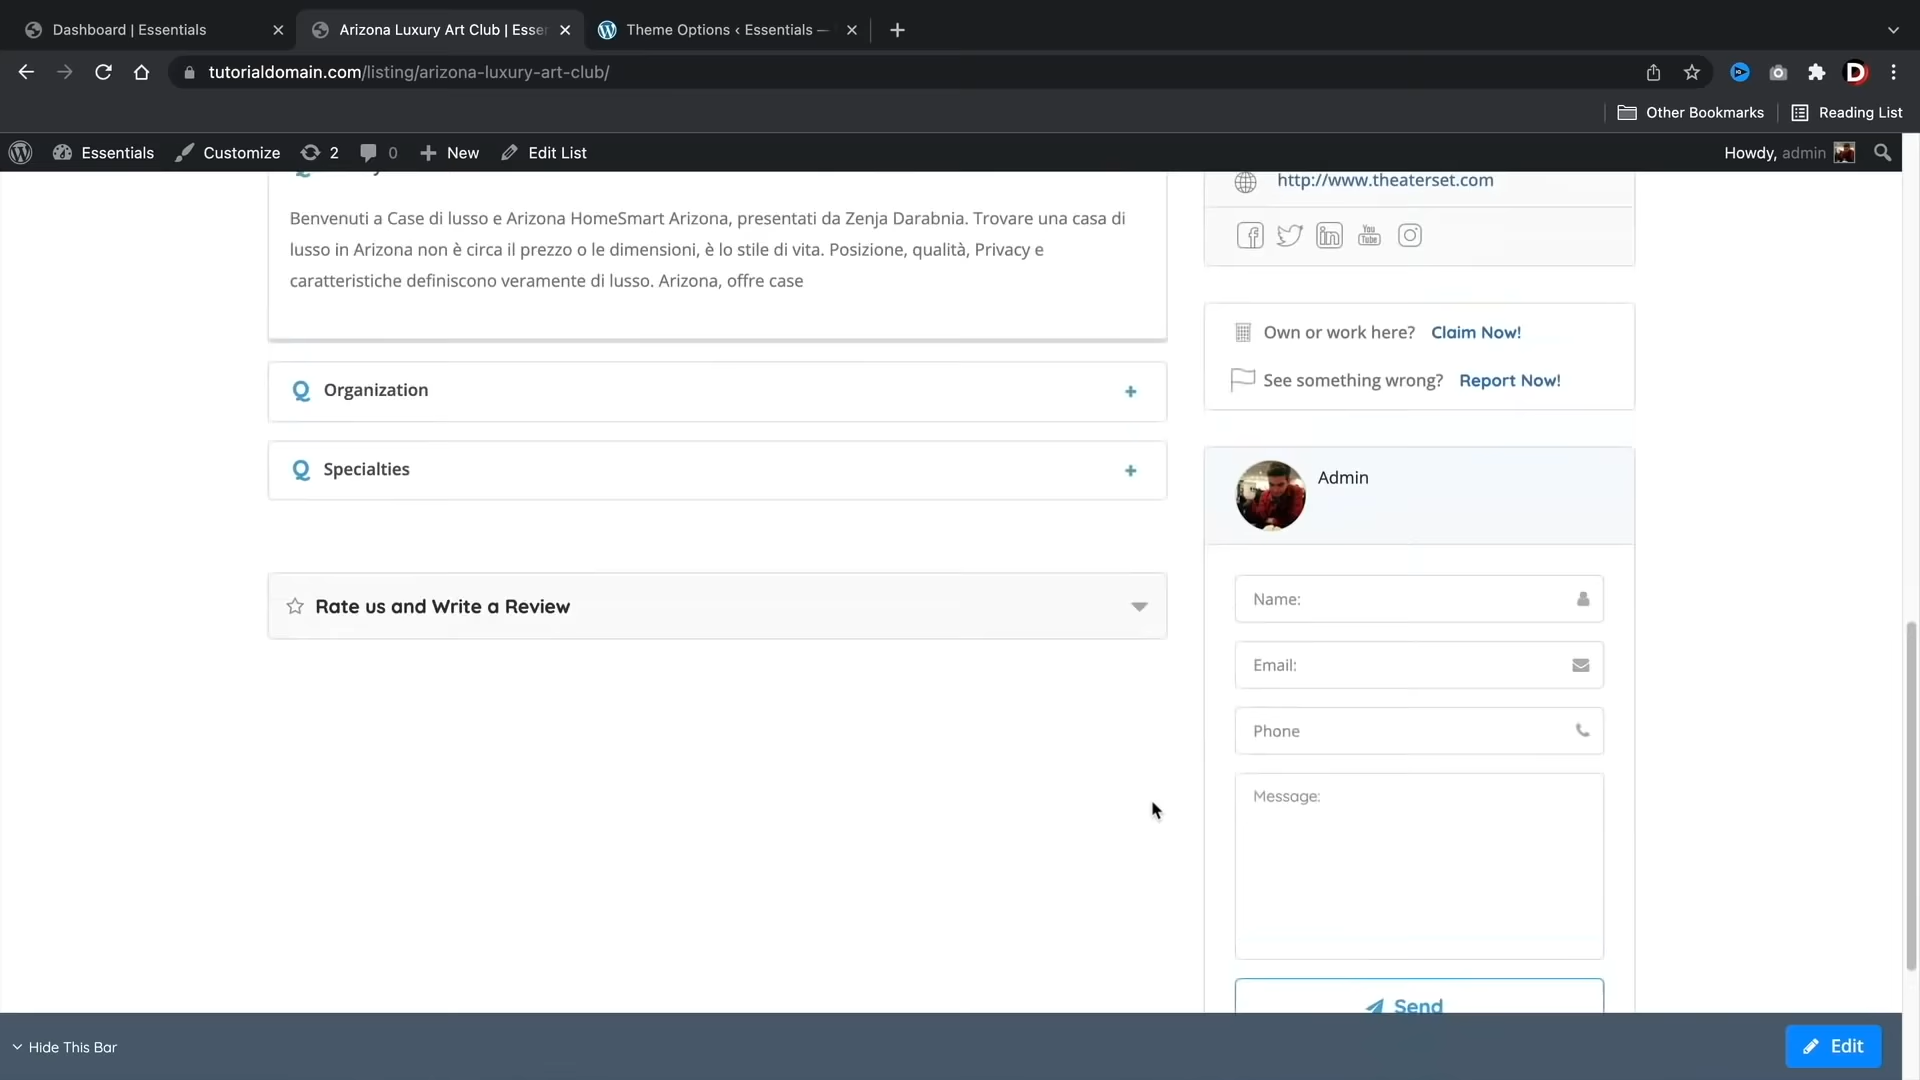 Dashboard | Essentials
Arizona Luxury Art Club | Esse
Theme Options ‹ Essentials —
tutorialdomain.com/listing/arizona-luxury-art-club/
Other Bookmarks
Reading List
Essentials
Customize
2
0
New
Edit List
Howdy, admin
Benvenuti a Case di lusso e Arizona HomeSmart Arizona, presentati da Zenja Darabnia. Trovare una casa di
lusso in Arizona non è circa il prezzo o le dimensioni, è lo stile di vita. Posizione, qualità, Privacy e
caratteristiche definiscono veramente di lusso. Arizona, offre case
Q Organization +
Q Specialties +
Rate us and Write a Review
http://www.theaterset.com
You Tube
Own or work here? Claim Now!
See something wrong? Report Now!
Admin
Name:
Email:
Phone
Message:
Send
Hide This Bar
Edit